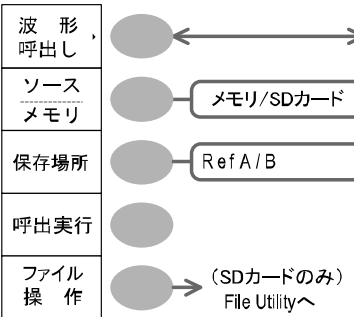 波 形
呼出し
ソース
メモリ
メモリ/SDカード
保存場所
RefA/B
呼出実行
ファイル
操 作
(SDカードのみ)
File Utilityへ